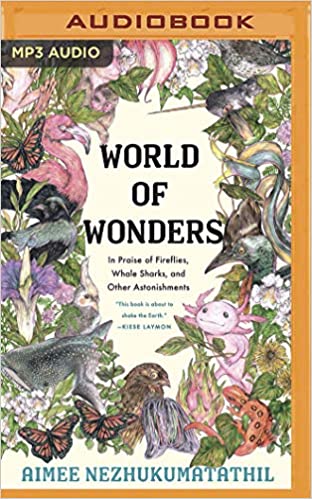 AUDIOBOOK
MP3 AUDIO
WORLD
OF
WONDERS
In Praise of Fireflies,
Whale Sharks, and
Other Astonishments
"This book is about to
shake the Earth."
—KIESE LAYMON
AIMEE NEZHUKUMATATHIL